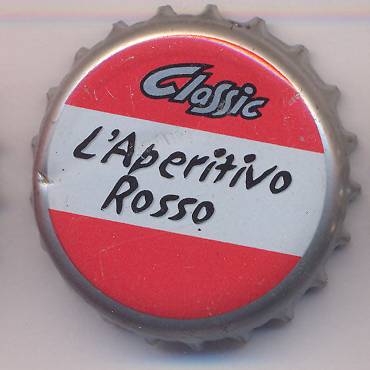 Classic
L'Aperitivo
Rosso